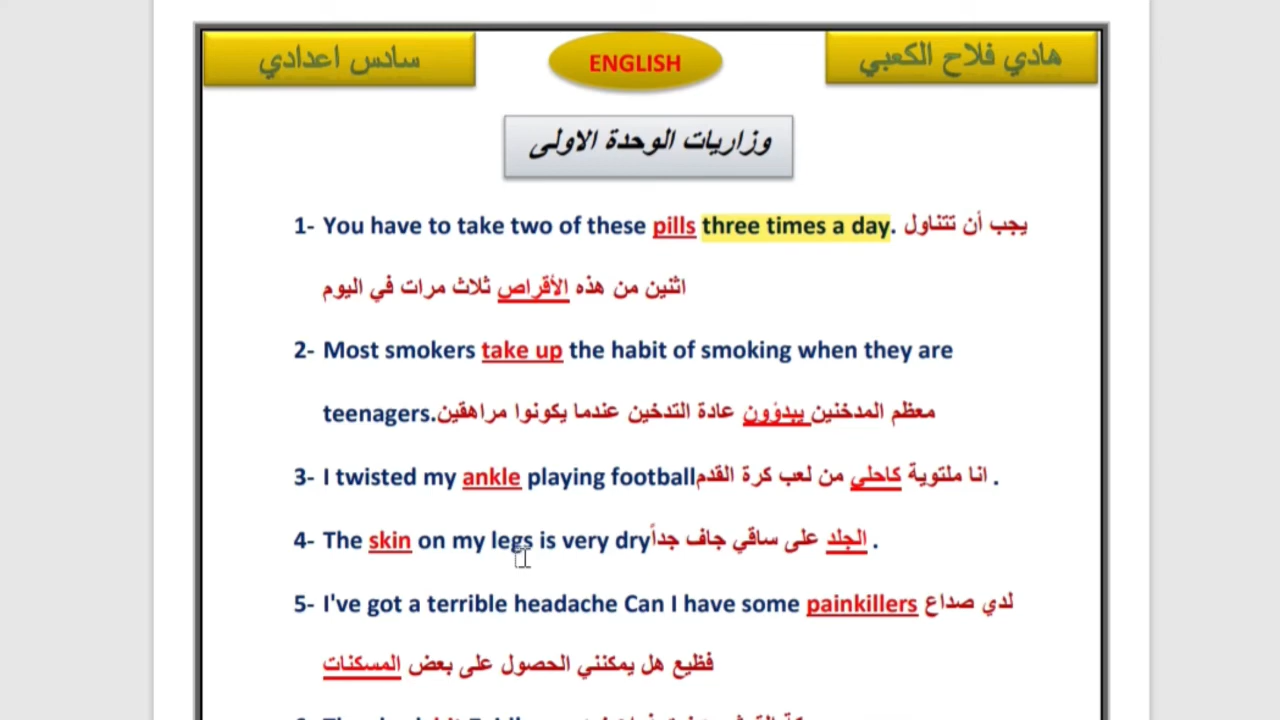 هادي فلاح الكعبي
ENGLISH
سادس اعدادي
وزاريات الوحدة الاولى
1- You have to take two of these pills three times a day. يجب أن تتناول
اثنين من هذه الأقراص ثلاث مرات في اليوم
2- Most smokers take up the habit of smoking when they are
teenagers.معظم المدخنين يبدؤون عادة التدخين عندما يكونوا مراهقين
3- I twisted my ankle playing footballانا ملتوية كاحلي من لعب كرة القدم .
4- The skin on my legs is very dryالجلد على ساقي جاف جداً .
5- I've got a terrible headache Can I have some painkillers لدي صداع
فظيع هل يمكنني الحصول على بعض المسكنات